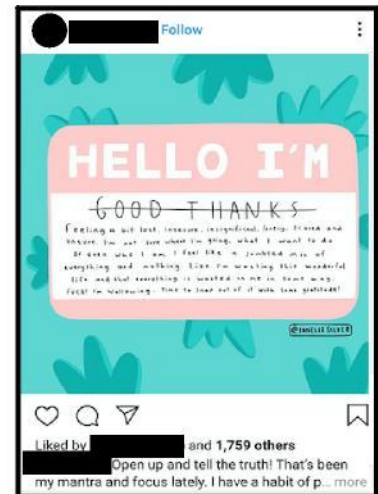 Follow
HELLO I'M
GOOD THANKS
Feeling a bit lost, insecure, insignificant, lonely, scared and
unsure. I'm not sure where I'm going, what I want to do
or even who I am. I feel like a jumbled mix of
everything and nothing. Like I'm wasting this wonderful
life and that everything is wasted on me in some way.
FUCK! I'm wallowing. Time to snap out of it with some gratitude!
Liked by
and 1,759 others
Open up and tell the truth! That's been
my mantra and focus lately. I have a habit of p... more